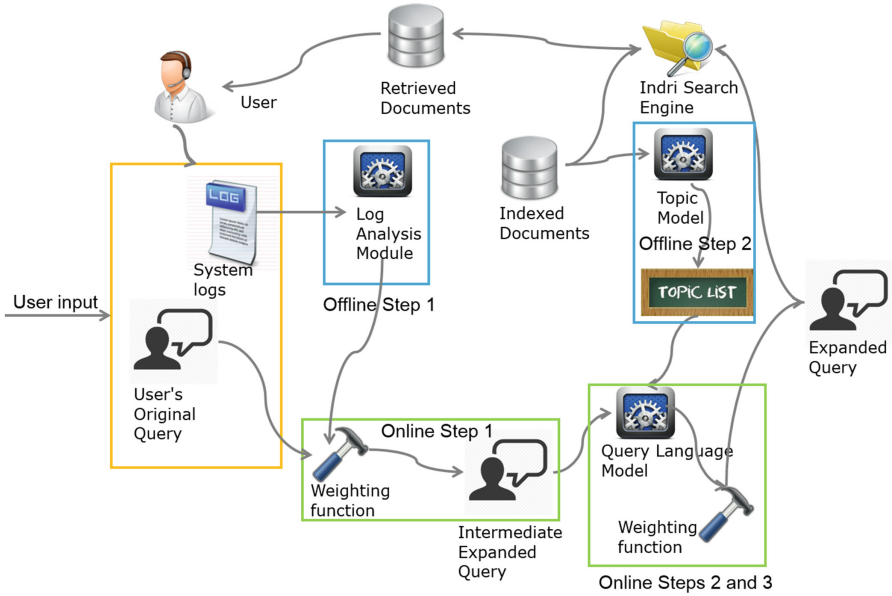 Retrieved
Documents
User
Indri Search
Engine
LOG
System
logs
Log
Analysis
Module
Offline Step 1
Indexed
Documents
Topic
Model
Offline Step 2
TOPIC LIST
User input
User's
Original
Query
Expanded
Query
Online Step 1
Weighting
function
Intermediate
Expanded
Query
Query Language
Model
Weighting
function
Online Steps 2 and 3